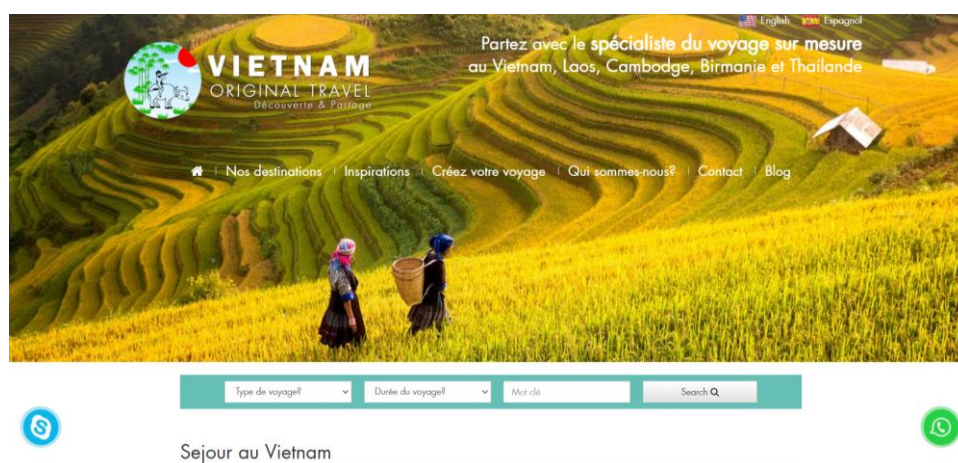 English Espagnol
Partez avec le spécialiste du voyage sur mesure
au Vietnam, Laos, Cambodge, Birmanie et Thailande
VIETNAM
ORIGINAL TRAVEL
Découverte & Partage
Nos destinations Inspirations Créez votre voyage Qui sommes-nous? Contact Blog
Type de voyage? Durée du voyage? Mot clé Search
Sejour au Vietnam